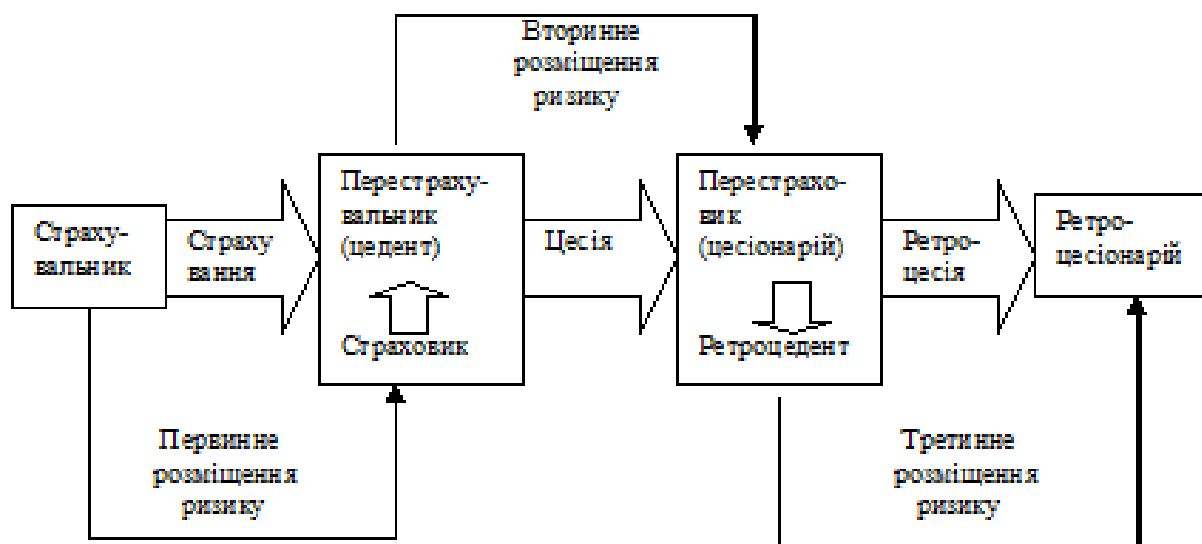 Вторинне
розміщення
ризику
Страху-
вальник
Страху
вання
Перестраху-
вальник
(цедент)
Страховик
Цесія
Перестрахо-
вик
(цесіонарій)
Ретроцедент
Ретро-
цесія
Ретро-
цесіонарій
Первинне
розміщення
ризику
Третинне
розміщення
ризику